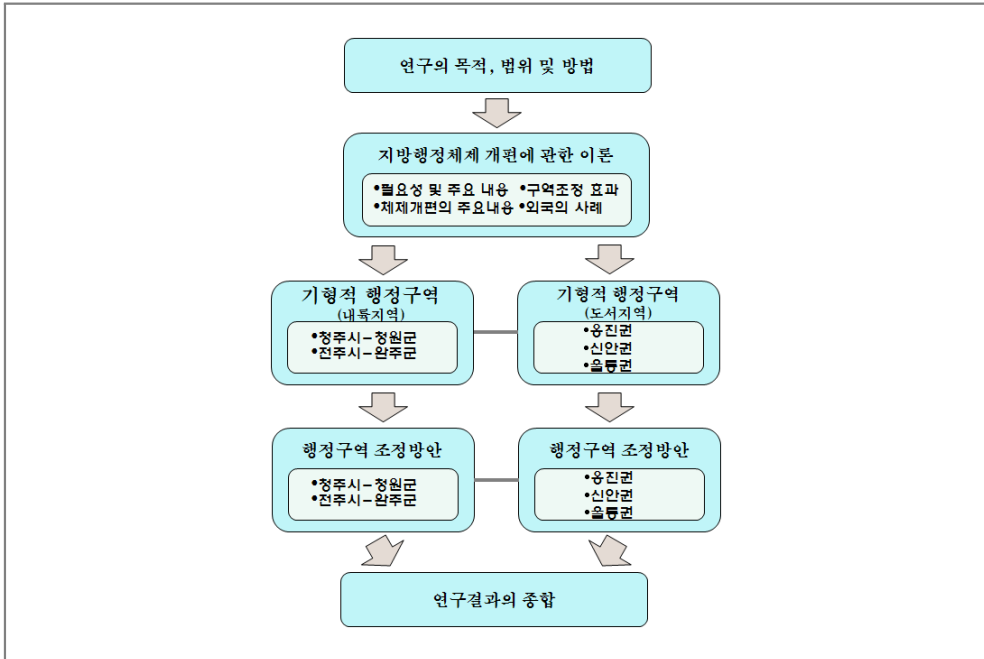 연구의 목적, 범위 및 방법
지방행정체제 개편에 관한 이론
•필요성 및 주요 내용 •구역조정 효과
•체제개편의 주요내용 •외국의 사례
기형적 행정구역
(내륙지역)
•청주시-청원군
•전주시-완주군
기형적 행정구역
(도서지역)
•옹진권
•신안권
•울릉권
행정구역 조정방안
•청주시-청원군
•전주시-완주군
행정구역 조정방안
•옹진권
•신안권
•울릉권
연구결과의 종합